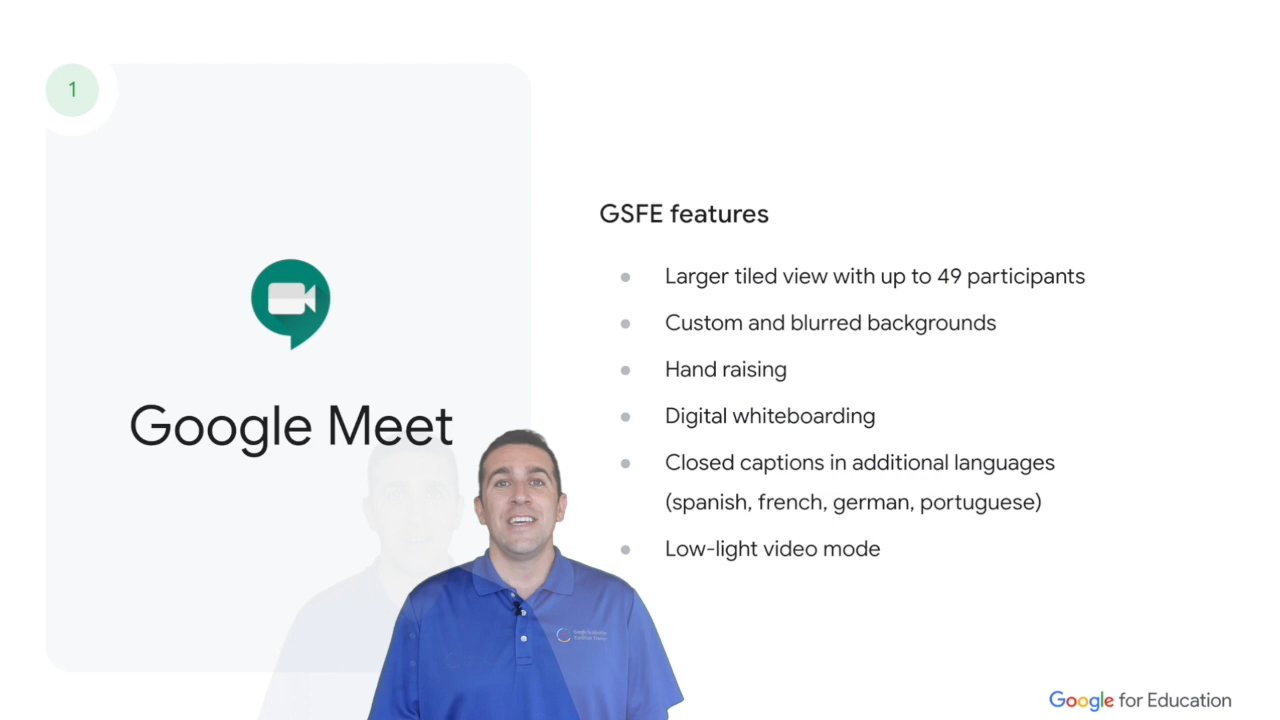 1
Google Meet
GSFE features
Larger tiled view with up to 49 participants
Custom and blurred backgrounds
Hand raising
Digital whiteboarding
Closed captions in additional languages
(spanish, french, german, portuguese)
Low-light video mode
Google for Education